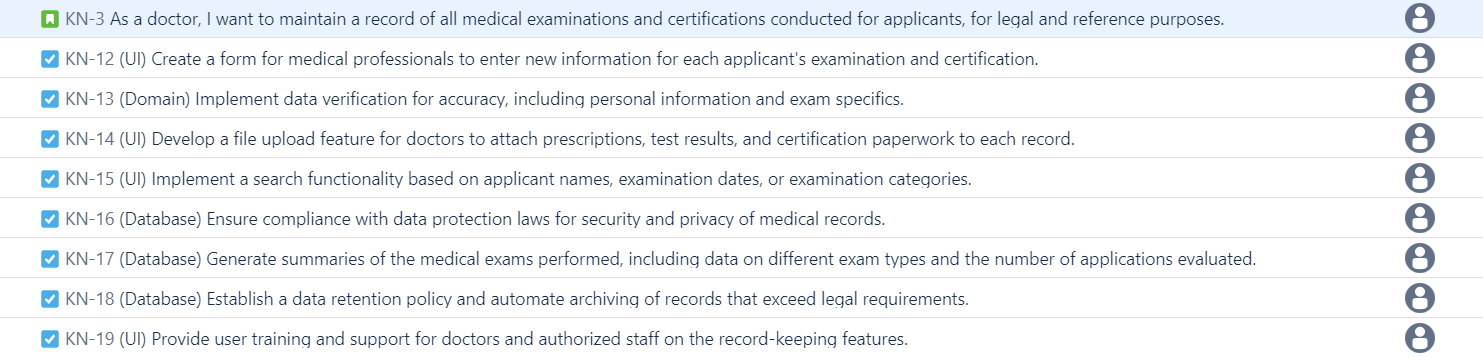 KN-3 As a doctor, I want to maintain a record of all medical examinations and certifications conducted for applicants, for legal and reference purposes.
KN-12 (UI) Create a form for medical professionals to enter new information for each applicant's examination and certification.
KN-13 (Domain) Implement data verification for accuracy, including personal information and exam specifics.
KN-14 (UI) Develop a file upload feature for doctors to attach prescriptions, test results, and certification paperwork to each record.
KN-15 (UI) Implement a search functionality based on applicant names, examination dates, or examination categories.
KN-16 (Database) Ensure compliance with data protection laws for security and privacy of medical records.
KN-17 (Database) Generate summaries of the medical exams performed, including data on different exam types and the number of applications evaluated.
KN-18 (Database) Establish a data retention policy and automate archiving of records that exceed legal requirements.
KN-19 (UI) Provide user training and support for doctors and authorized staff on the record-keeping features.